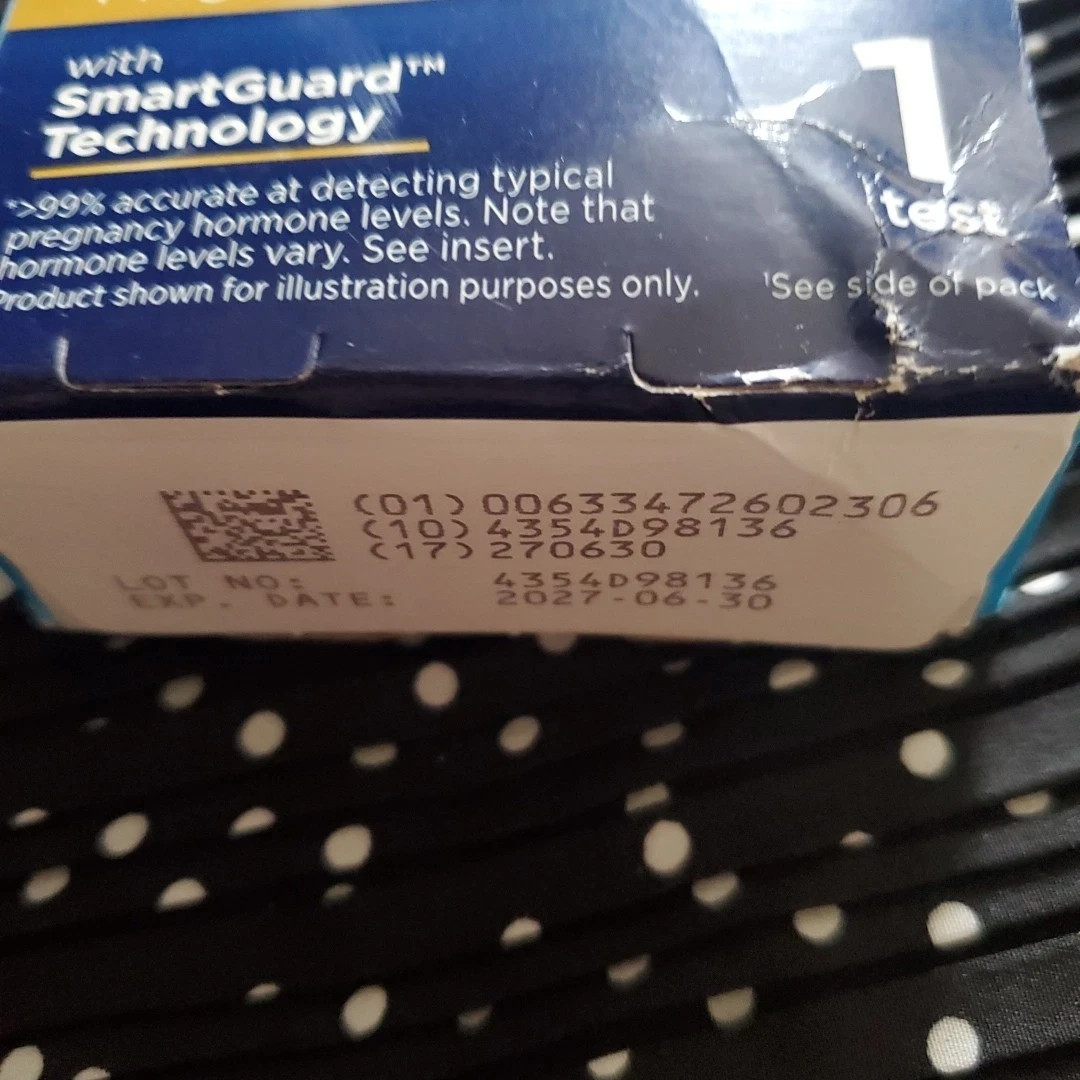 with
SmartGuard™
Technology
*>99% accurate at detecting typical
pregnancy hormone levels. Note that
hormone levels vary. See insert.
Product shown for illustration purposes only.
1
test
¹See side of pack
(01) 00633472602306
(10) 4354D98136
(17) 270630
LOT NO: 4354D98136
EXP. DATE: 2027-06-30